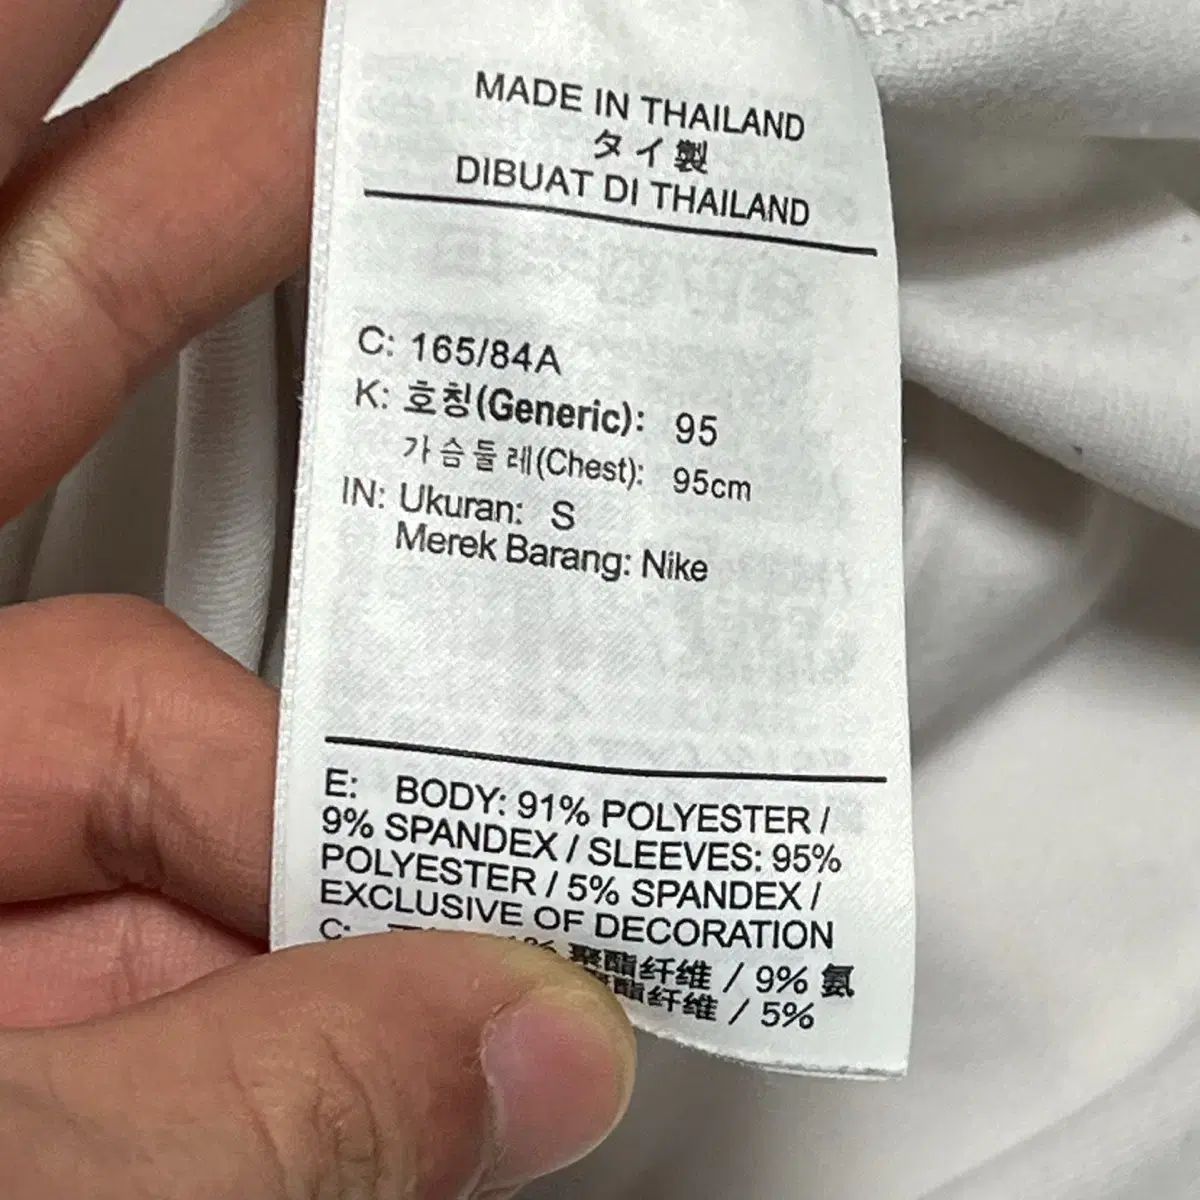 MADE IN THAILAND
タイ製
DIBUAT DI THAILAND
C: 165/84A
K: 호칭(Generic): 95
가슴둘레(Chest): 95cm
IN: Ukuran: S
Merek Barang: Nike
E: BODY: 91% POLYESTER /
9% SPANDEX / SLEEVES: 95%
POLYESTER / 5% SPANDEX /
EXCLUSIVE OF DECORATION
C: 聚酯纤维 / 9% 氨
聚酯纤维 / 5%